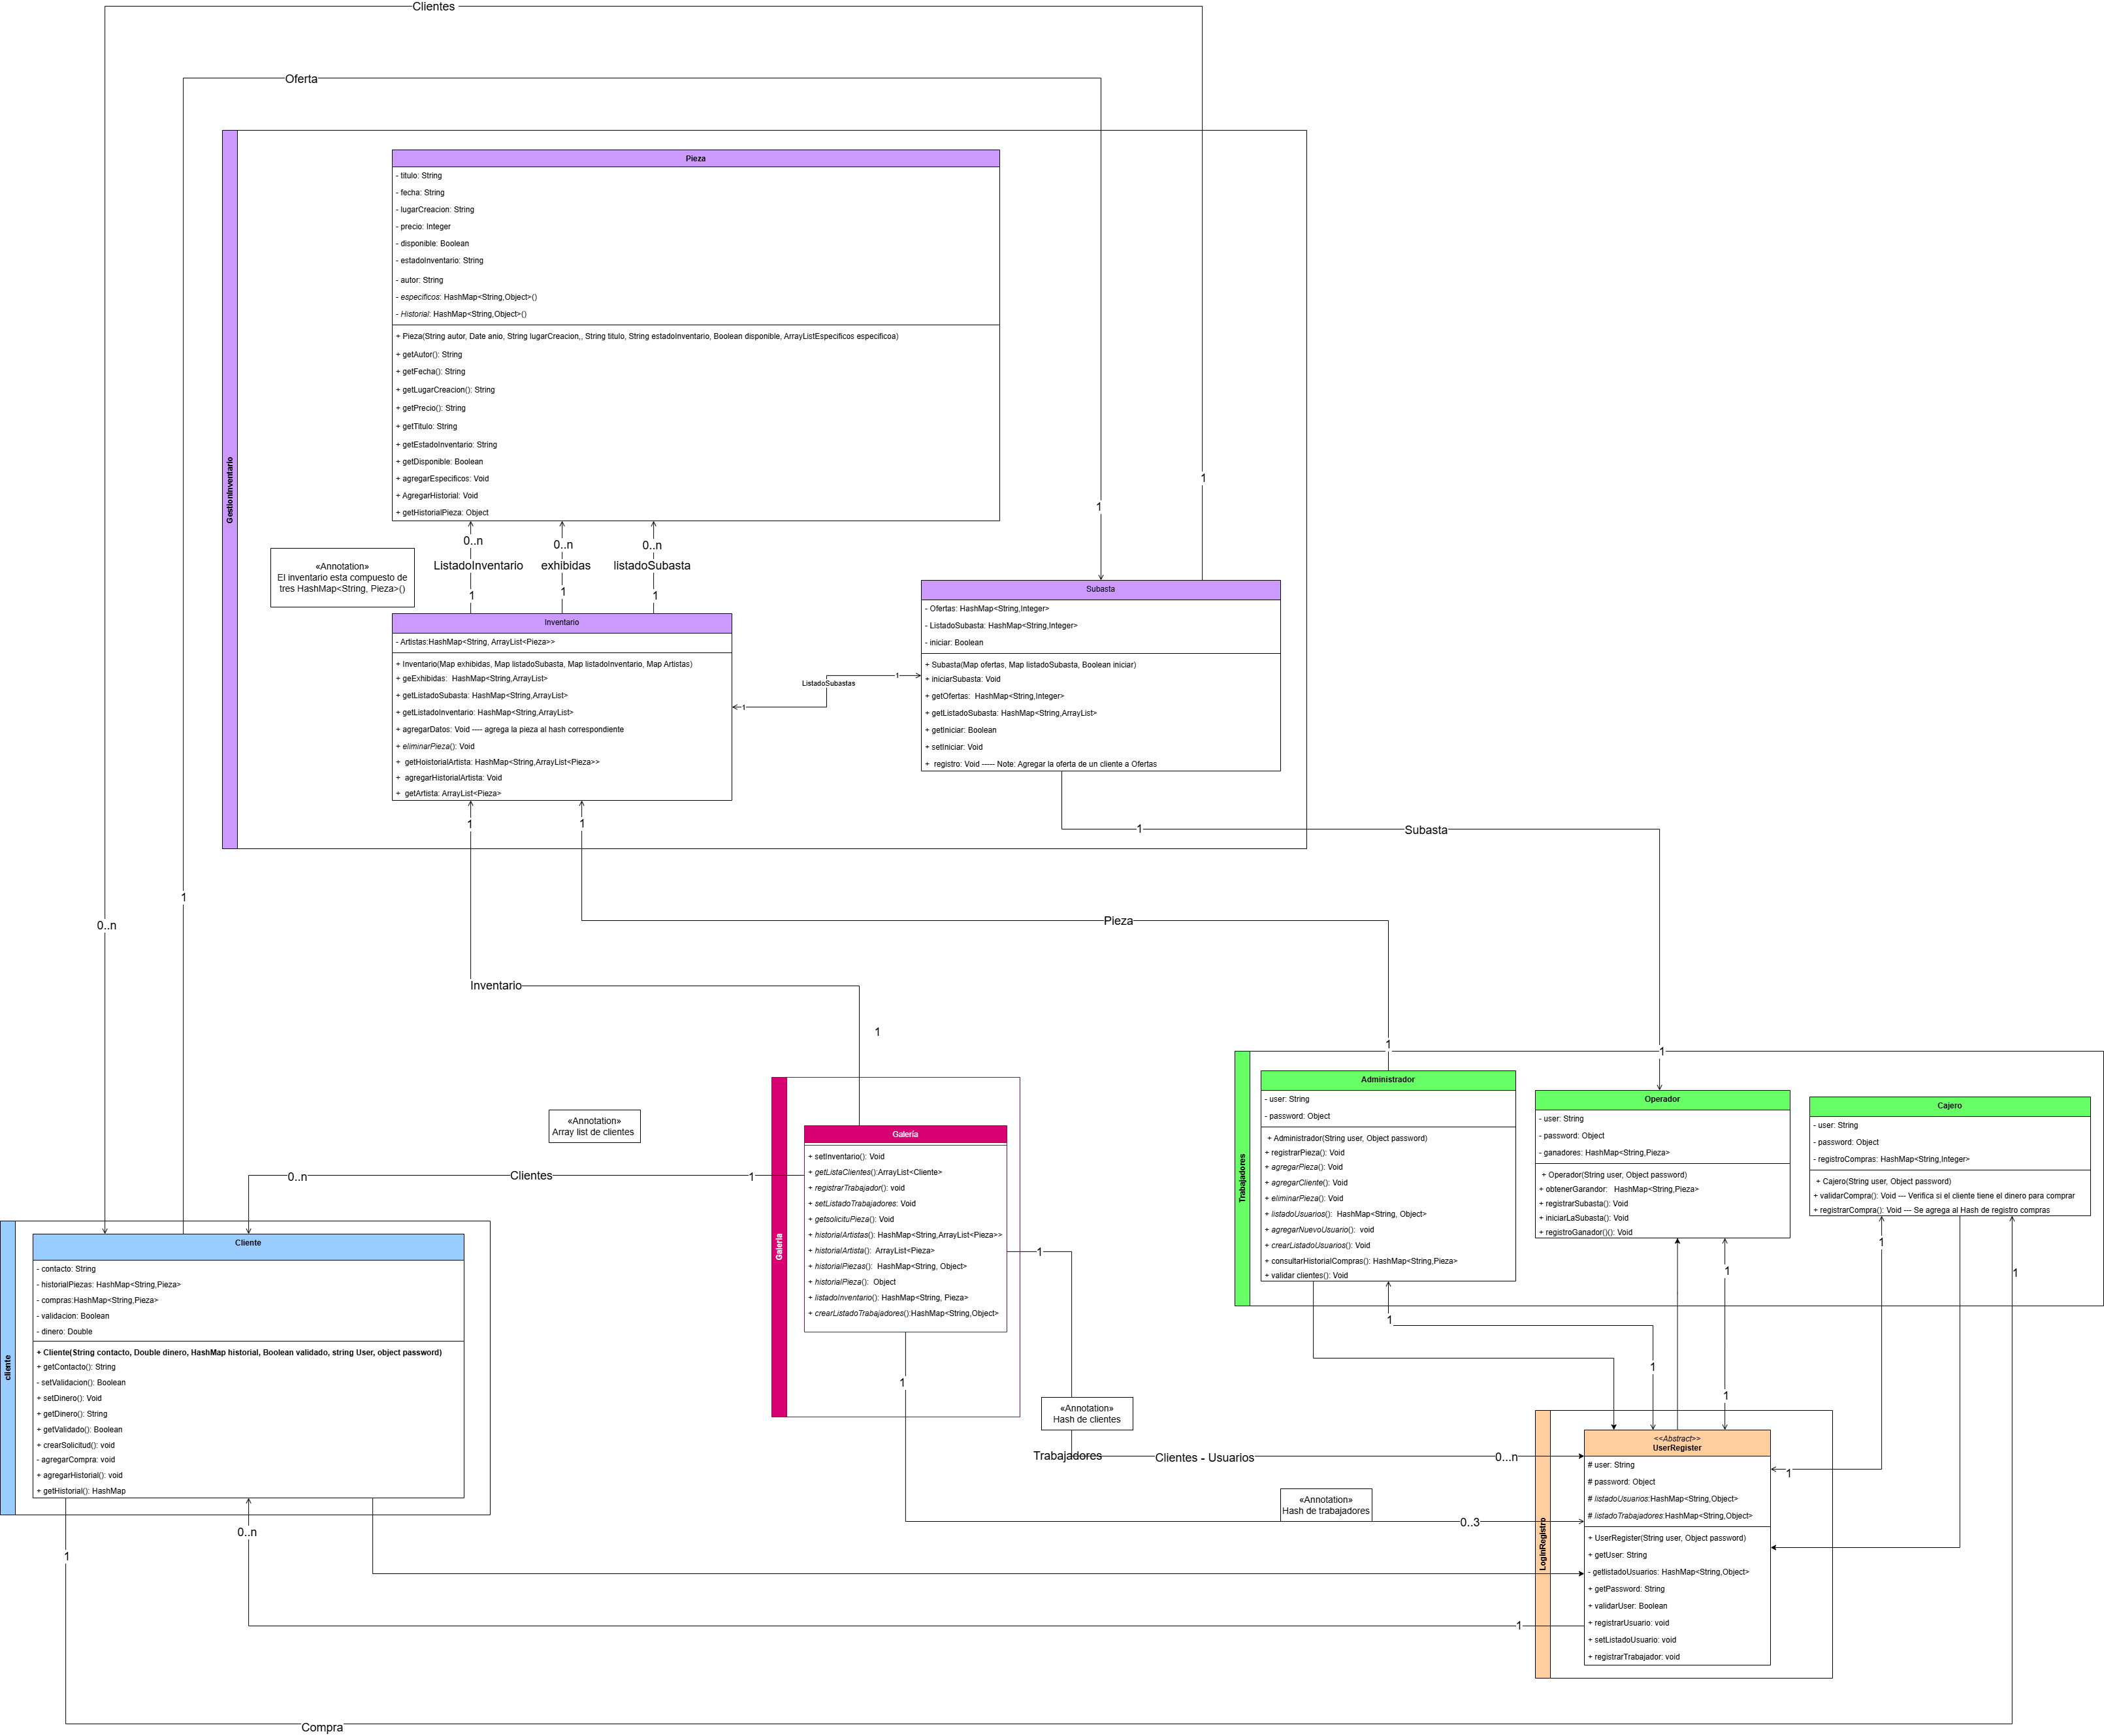 Clientes
Oferta
GestionInventario
Pieza
- titulo: String
- fecha: String
- lugarCreacion: String
- precio: Integer
- disponible: Boolean
- estadoInventario: String
- autor: String
- especificos: HashMap<String,Object>()
- Historial: HashMap<String,Object>()
+ Pieza(String autor, Date anio, String lugarCreacion,, String titulo, String estadoInventario, Boolean disponible, ArrayListEspecificos especificoa)
+ getAutor(): String
+ getFecha(): String
+ getLugarCreacion(): String
+ getPrecio(): String
+ getTitulo: String
+ getEstadoInventario: String
+ getDisponible: Boolean
+ agregarEspecificos: Void
+ AgregarHistorial: Void
+ getHistorialPieza: Object
1
1
0..n
0..n
0..n
«Annotation»
El inventario esta compuesto de
tres HashMap<String, Pieza>()
ListadoInventario
exhibidas
listadoSubasta
1
1
1
Inventario
- Artistas:HashMap<String, ArrayList<Pieza>>
+ Inventario(Map exhibidas, Map listadoSubasta, Map listadoInventario, Map Artistas)
+ geExhibidas:  HashMap<String,ArrayList>
+ getListadoSubasta: HashMap<String,ArrayList>
+ getListadoInventario: HashMap<String,ArrayList>
+ agregarDatos: Void ---- agrega la pieza al hash correspondiente
+ eliminarPieza(): Void
+  getHoistorialArtista: HashMap<String,ArrayList<Pieza>>
+  agregarHistorialArtista: Void
+  getArtista: ArrayList<Pieza>
ListadoSubastas
1
1
Subasta
- Ofertas: HashMap<String,Integer>
- ListadoSubasta: HashMap<String,Integer>
- iniciar: Boolean
+ Subasta(Map ofertas, Map listadoSubasta, Boolean iniciar)
+ iniciarSubasta: Void
+ getOfertas:  HashMap<String,Integer>
+ getListadoSubasta: HashMap<String,ArrayList>
+ getIniciar: Boolean
+ setIniciar: Void
+  registro: Void ----- Note: Agregar la oferta de un cliente a Ofertas
1
1
1
Subasta
1
0..n
Pieza
Inventario
1
1
1
Trabajadores
Administrador
- user: String
- password: Object
+ Administrador(String user, Object password)
+ registrarPieza(): Void
+ agregarPieza(): Void
+ agregarCliente(): Void
+ eliminarPieza(): Void
+ listadoUsuarios():  HashMap<String, Object>
+ agregarNuevoUsuario():  void
+ crearListadoUsuarios(): Void
+ consultarHistorialCompras(): HashMap<String,Pieza>
+ validar clientes(): Void
Operador
- user: String
- password: Object
- ganadores: HashMap<String,Pieza>
+ Operador(String user, Object password)
+ obtenerGarandor:   HashMap<String,Pieza>
+ registrarSubasta(): Void
+ iniciarLaSubasta(): Void
+ registroGanador()(): Void
Cajero
- user: String
- password: Object
- registroCompras: HashMap<String,Integer>
+ Cajero(String user, Object password)
+ validarCompra(): Void --- Verifica si el cliente tiene el dinero para comprar
+ registrarCompra(): Void --- Se agrega al Hash de registro compras
«Annotation»
Array list de clientes
0..n
Clientes
1
Galería
Galería
+ setInventario(): Void
+ getListaClientes():ArrayList<Cliente>
+ registrarTrabajador(): void
+ setListadoTrabajadores: Void
+ getsolicituPieza(): Void
+ historialArtistas(): HashMap<String,ArrayList<Pieza>>
+ historialArtista():  ArrayList<Pieza>
+ historialPiezas():  HashMap<String, Object>
+ historialPieza():  Object
+ listadoInventario(): HashMap<String, Pieza>
+ crearListadoTrabajadores():HashMap<String,Object>
1
1
1
1
1
1
1
1
1
cliente
Cliente
- contacto: String
- historialPiezas: HashMap<String,Pieza>
- compras:HashMap<String,Pieza>
- validacion: Boolean
- dinero: Double
+ Cliente(String contacto, Double dinero, HashMap historial, Boolean validado, string User, object password)
+ getContacto(): String
- setValidacion(): Boolean
+ setDinero(): Void
+ getDinero(): String
+ getValidado(): Boolean
+ crearSolicitud(): void
- agregarCompra: void
+ agregarHistorial(): void
+ getHistorial(): HashMap
«Annotation»
Hash de clientes
Trabajadores
Clientes - Usuarios
0...n
«Annotation»
Hash de trabajadores
0..3
LoginRegistro
<<Abstract>>
UserRegister
# user: String
# password: Object
# listadoUsuarios:HashMap<String,Object>
# listadoTrabajadores:HashMap<String,Object>
+ UserRegister(String user, Object password)
+ getUser: String
- getlistadoUsuarios: HashMap<String,Object>
+ getPassword: String
+ validarUser: Boolean
+ registrarUsuario: void
+ setListadoUsuario: void
+ registrarTrabajador: void
0..n
1
1
Compra